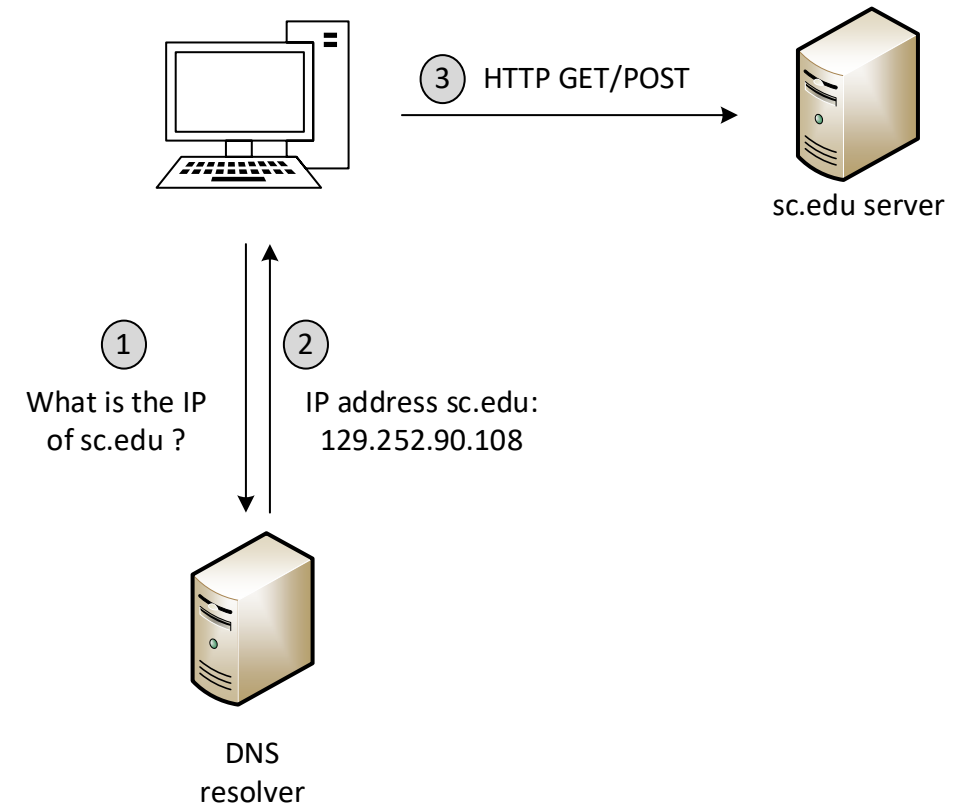 3 HTTP GET/POST
sc.edu server
1
What is the IP
of sc.edu ?
2
IP address sc.edu:
129.252.90.108
DNS
resolver